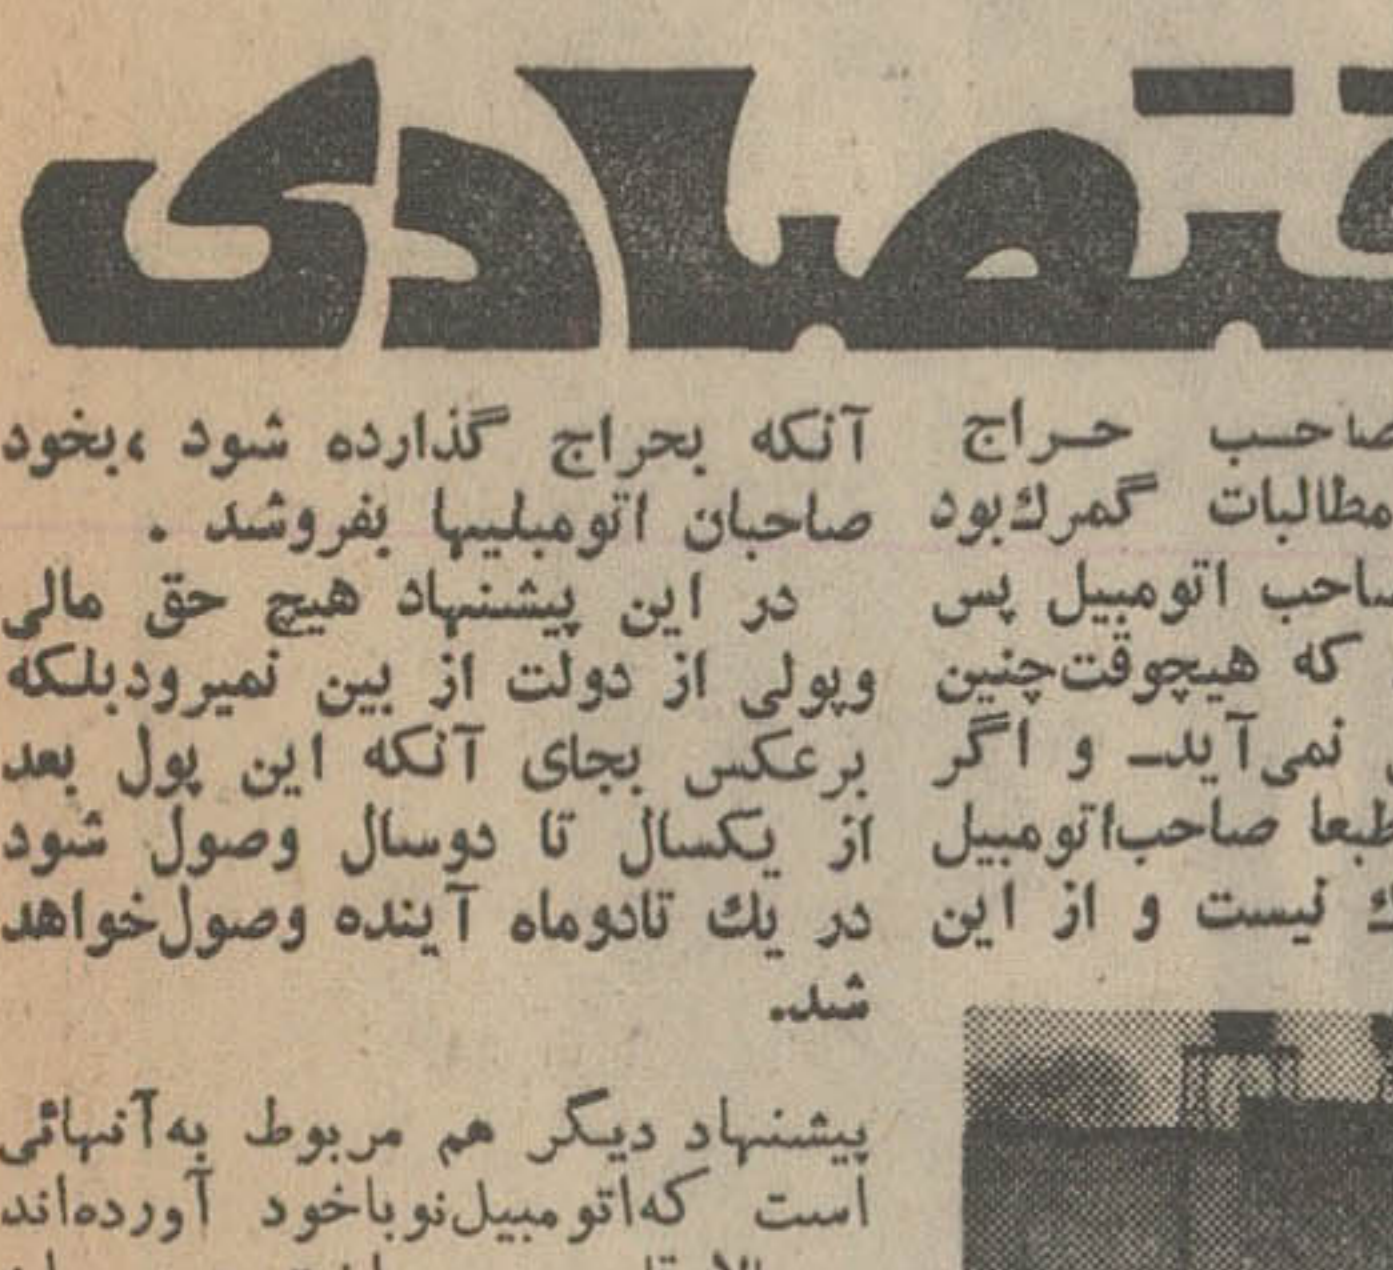 قتصادی
صاحب حراج
مطالبات گمرك بود
صاحب اتومبیل پس
که هیچوقت چنین
نمی‌آید_ و اگر
طبعا صاحب اتومبیل
نیست و از این
آنکه بحراج گذارده شود ،بخود
صاحبان اتومبلیها بفروشد .
در این پیشنهاد هیچ حق مالی
وپولی از دولت از بین نمیرودبلکه
برعکس بجای آنکه این پول بعد
از یکسال تا دوسال وصول شود
در یك تادوماه آینده وصول‌خواهد
شد.
پیشنهاد دیگر هم مربوط به‌آنهائی
است که‌اتومبیل‌نوباخود آورده‌اند